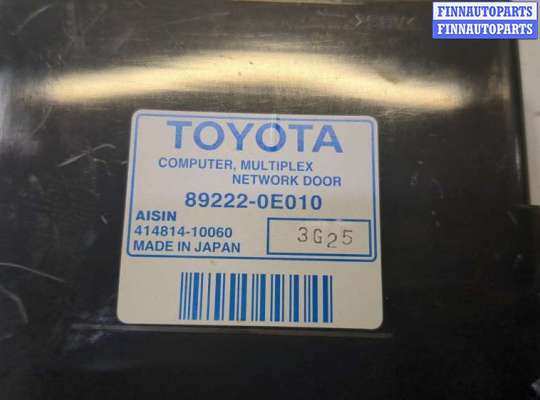 FINNAUTOPARTS
FINNAUTOPARTS
TOYOTA
COMPUTER, MULTIPLEX
NETWORK DOOR
89222-0E010
AISIN
414814-10060
MADE IN JAPAN
3G25